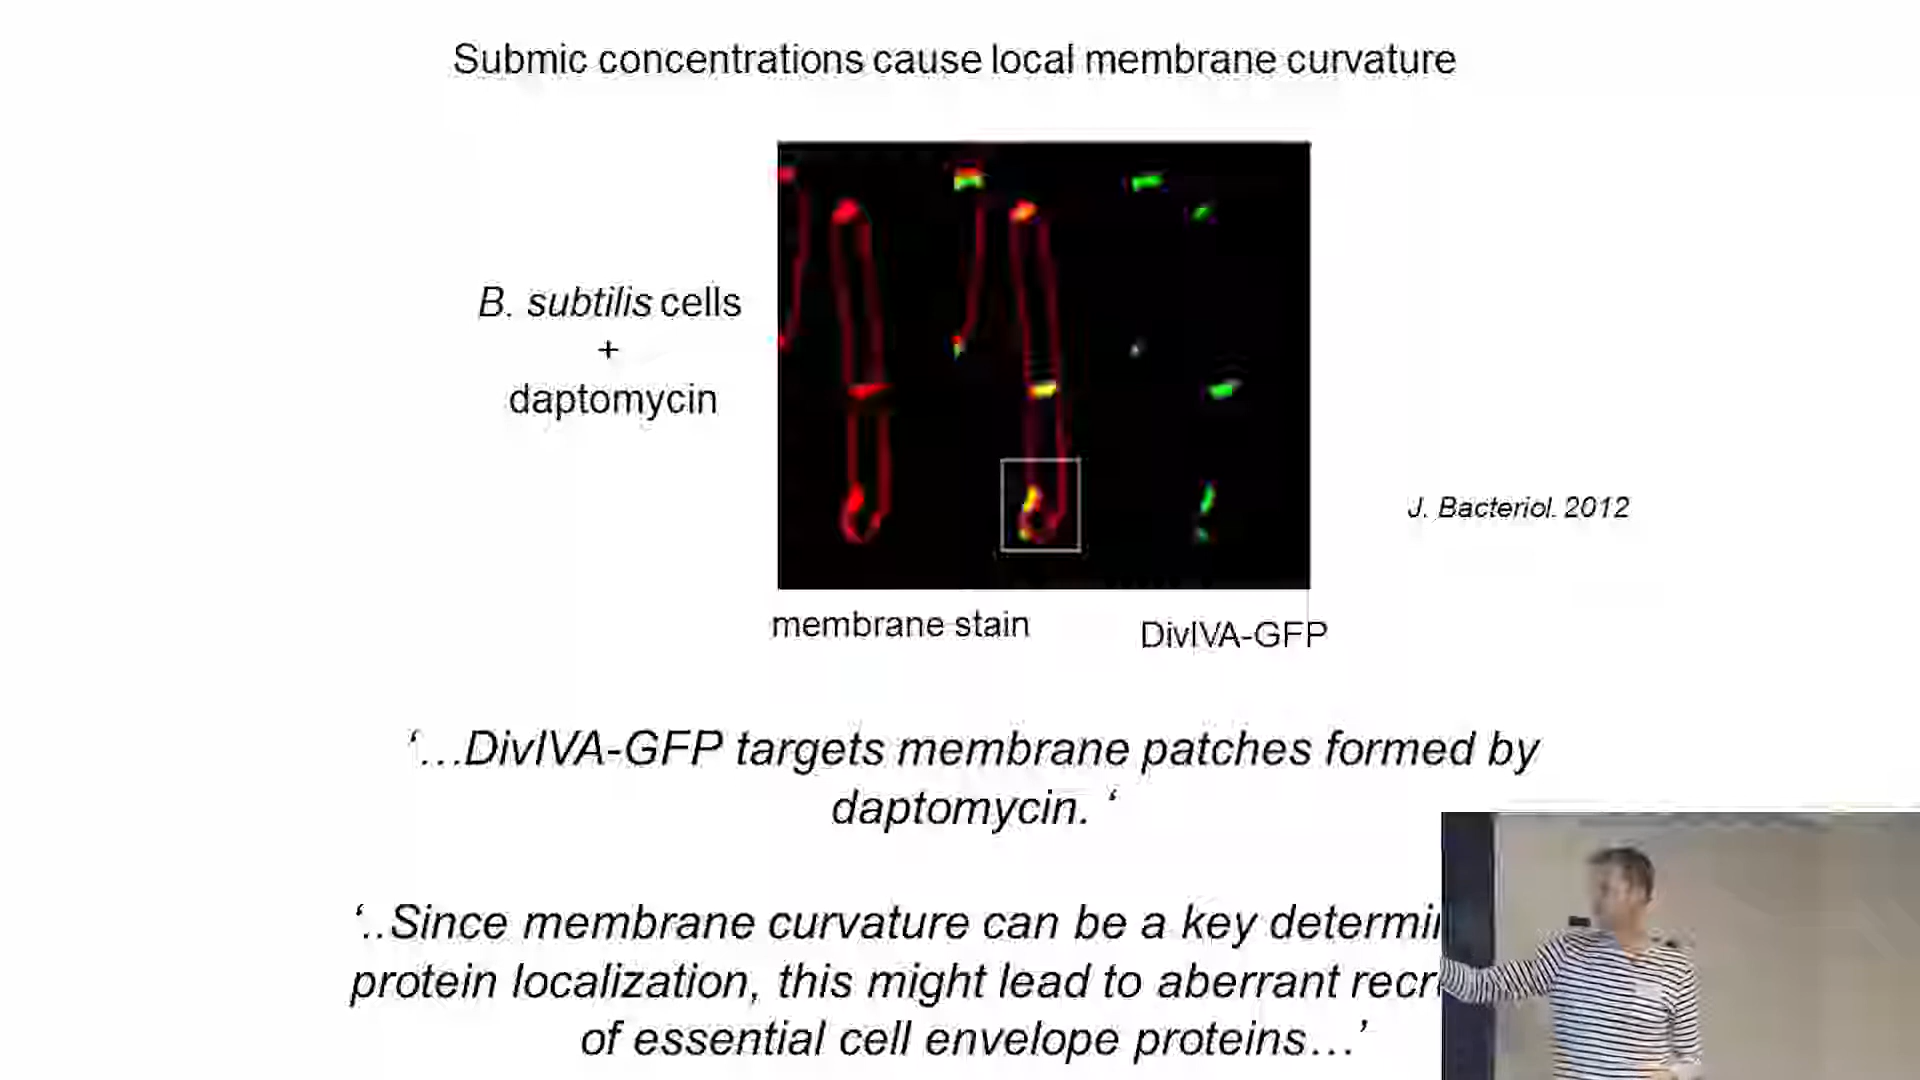 Submic concentrations cause local membrane curvature
B. subtilis cells
+
daptomycin
J. Bacteriol. 2012
membrane stain
DivIVA-GFP
‘…DivIVA-GFP targets membrane patches formed by
daptomycin. ‘
‘..Since membrane curvature can be a key
protein localization, this might lead to aberrant
of essential cell envelope proteins…’